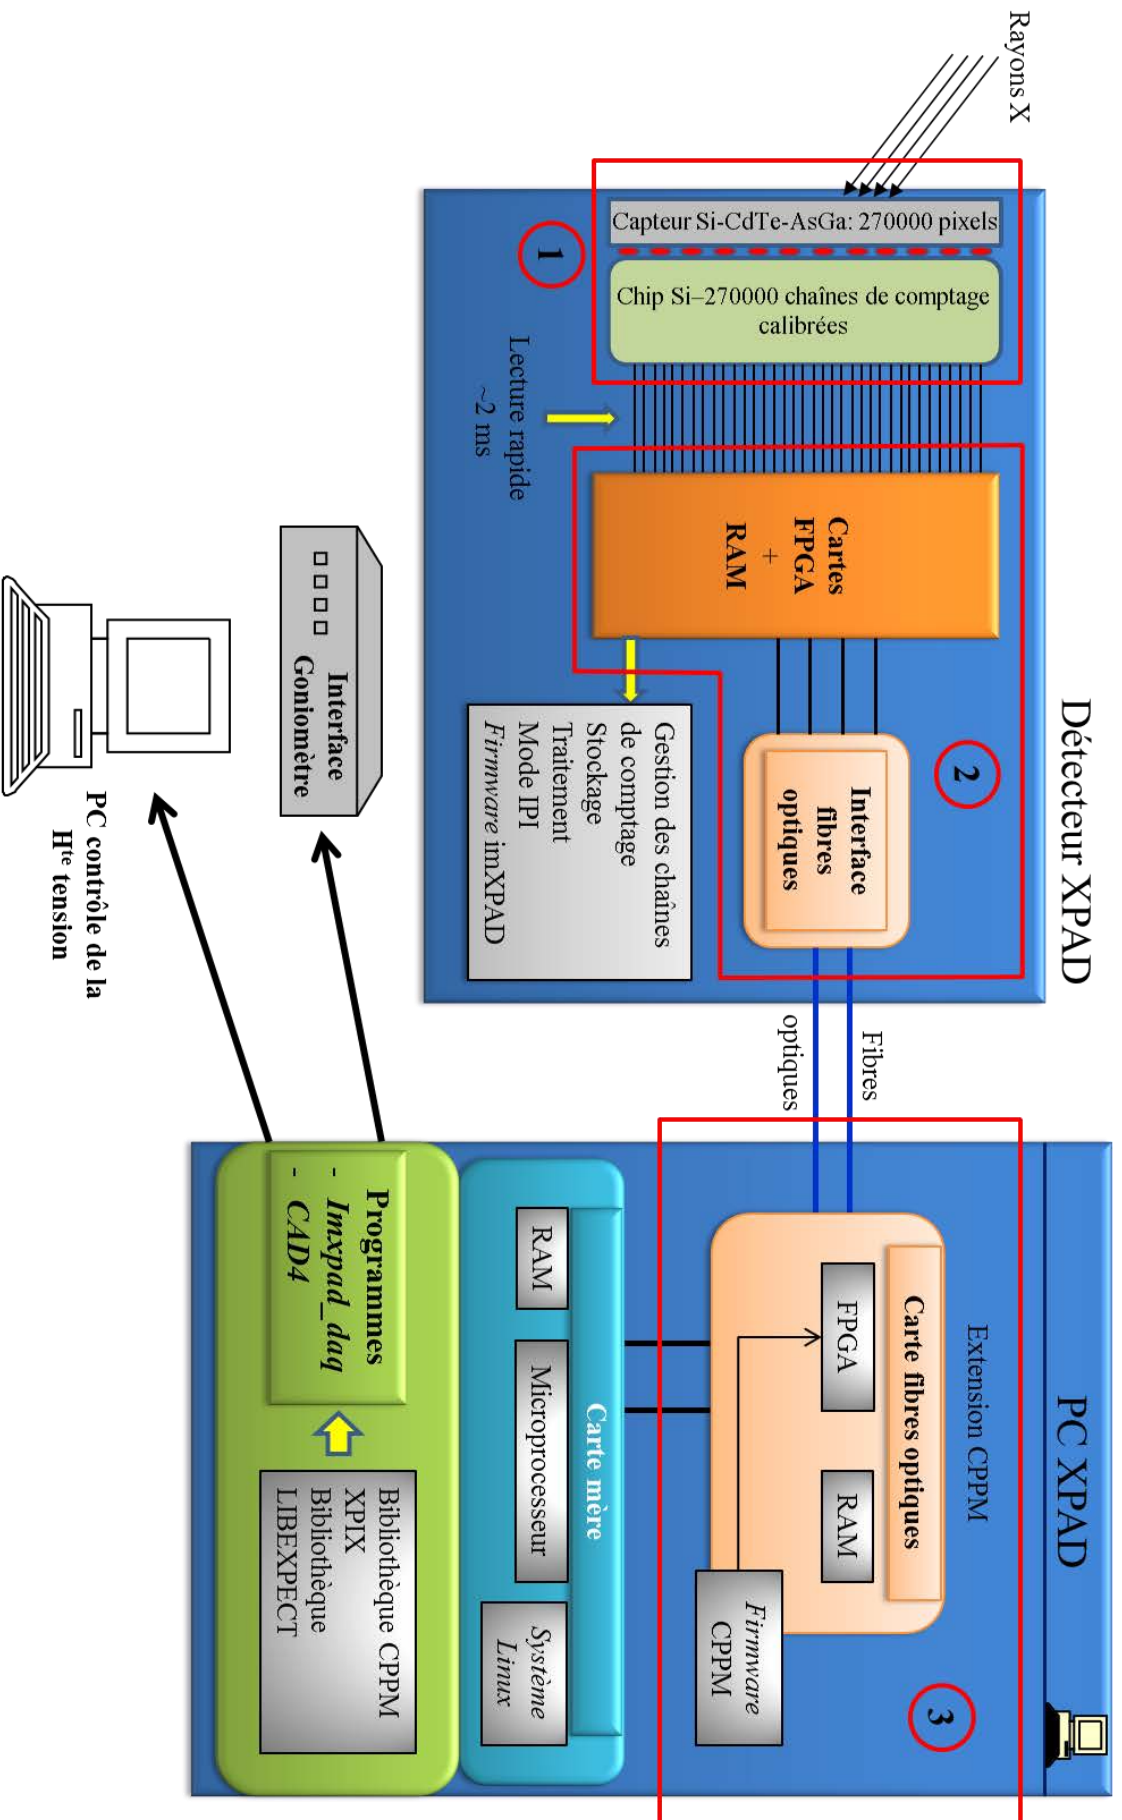 Détecteur XPAD
PC XPAD
Rayons X
Capteur Si-CdTe-AsGa: 270000 pixels
Chip Si–270000 chaînes de comptage
calibrées
1
Lecture rapide
~2 ms
Cartes
FPGA
+
RAM
2
Interface
fibres
optiques
Gestion des chaînes
de comptage
Stockage
Traitement
Mode IPI
Firmware imXPAD
Fibres
optiques
Extension CPPM
Carte fibres optiques
FPGA
RAM
Firmware
CPPM
3
Carte mère
RAM
Microprocesseur
Système
Linux
Programmes
- Imxpad_daq
- CAD4
Bibliothèque CPPM
XPIX
Bibliothèque
LIBEXPECT
Interface
Goniomètre
PC contrôle de la
Hte tension